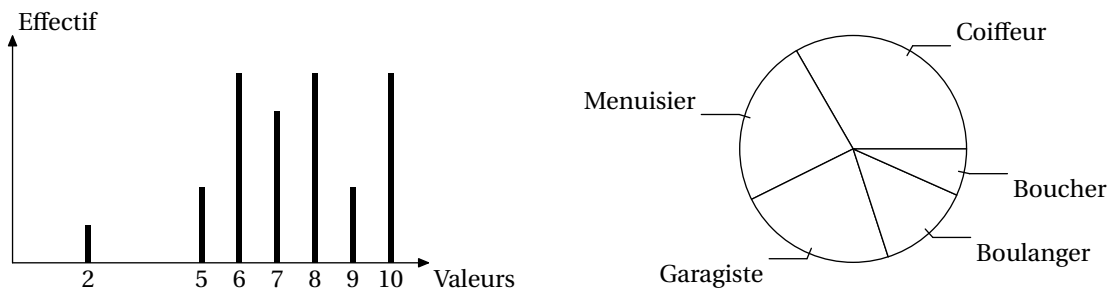 Effectif
2 5 6 7 8 9 10 Valeurs
Coiffeur
Menuisier
Boucher
Boulanger
Garagiste